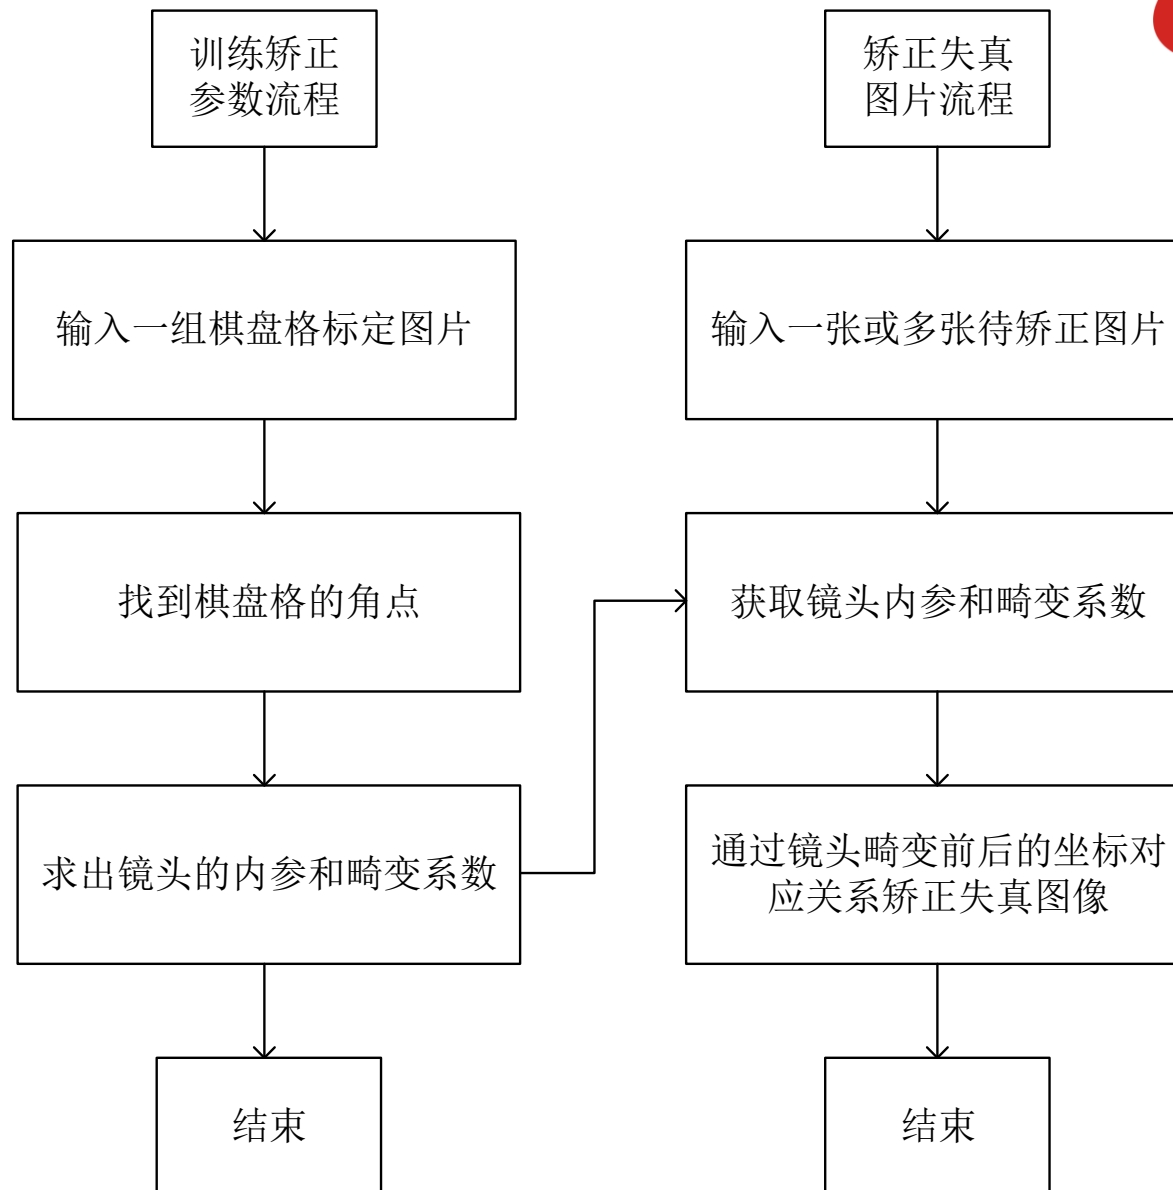 训练矫正
参数流程
输入一组棋盘格标定图片
找到棋盘格的角点
求出镜头的内参和畸变系数
结束
矫正失真
图片流程
输入一张或多张待矫正图片
获取镜头内参和畸变系数
通过镜头畸变前后的坐标对
应关系矫正失真图像
结束